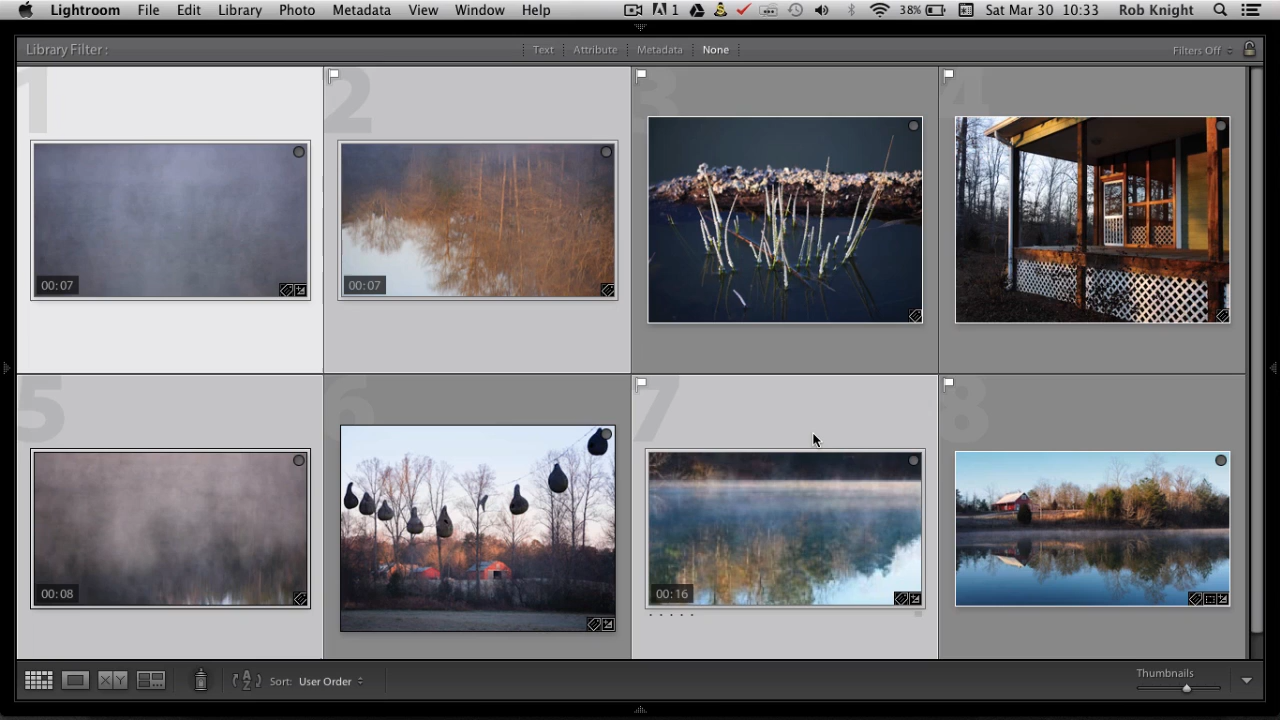 Lightroom File Edit Library Photo Metadata View Window Help 1 38% Sat Mar 30 10:33 Rob Knight
Library Filter : Text Attribute Metadata None Filters Off
1 2 3 4
00:07 00:07
5 6 7 8
00:08 00:16
Sort: User Order Thumbnails